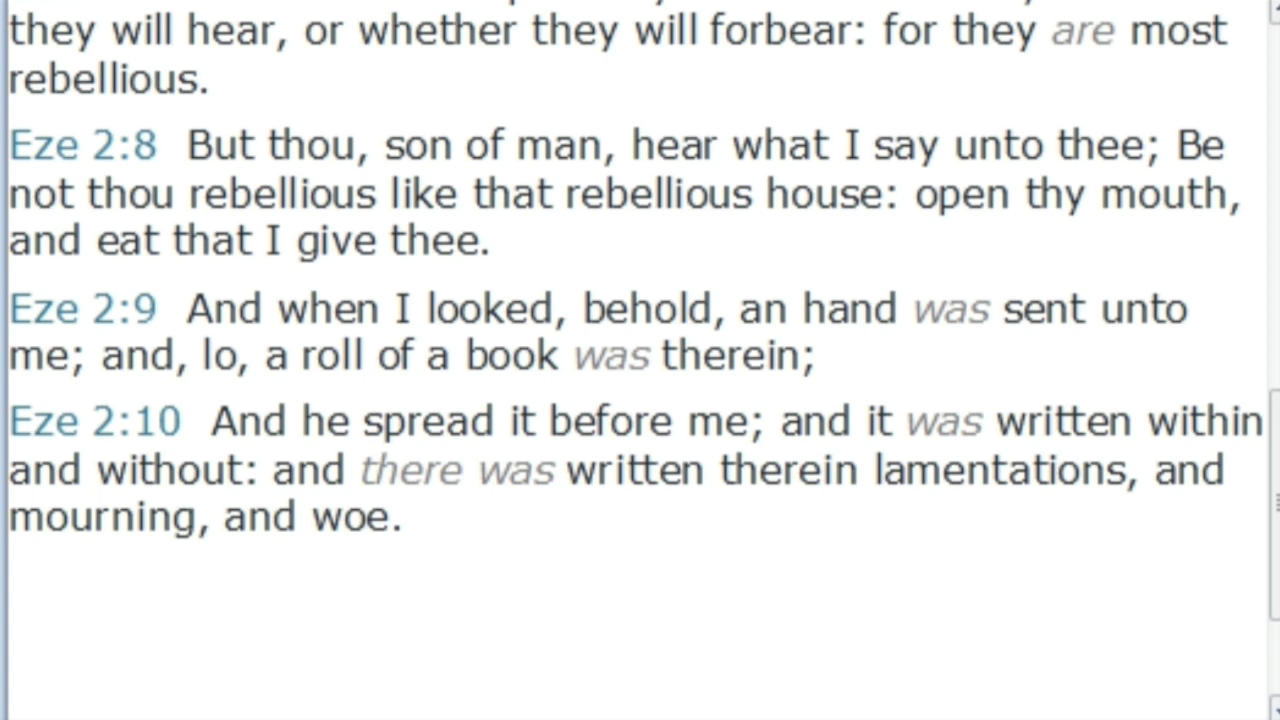 they will hear, or whether they will forbear: for they are most
rebellious.
Eze 2:8 But thou, son of man, hear what I say unto thee; Be
not thou rebellious like that rebellious house: open thy mouth,
and eat that I give thee.
Eze 2:9 And when I looked, behold, an hand was sent unto
me; and, lo, a roll of a book was therein;
Eze 2:10 And he spread it before me; and it was written within
and without: and there was written therein lamentations, and
mourning, and woe.